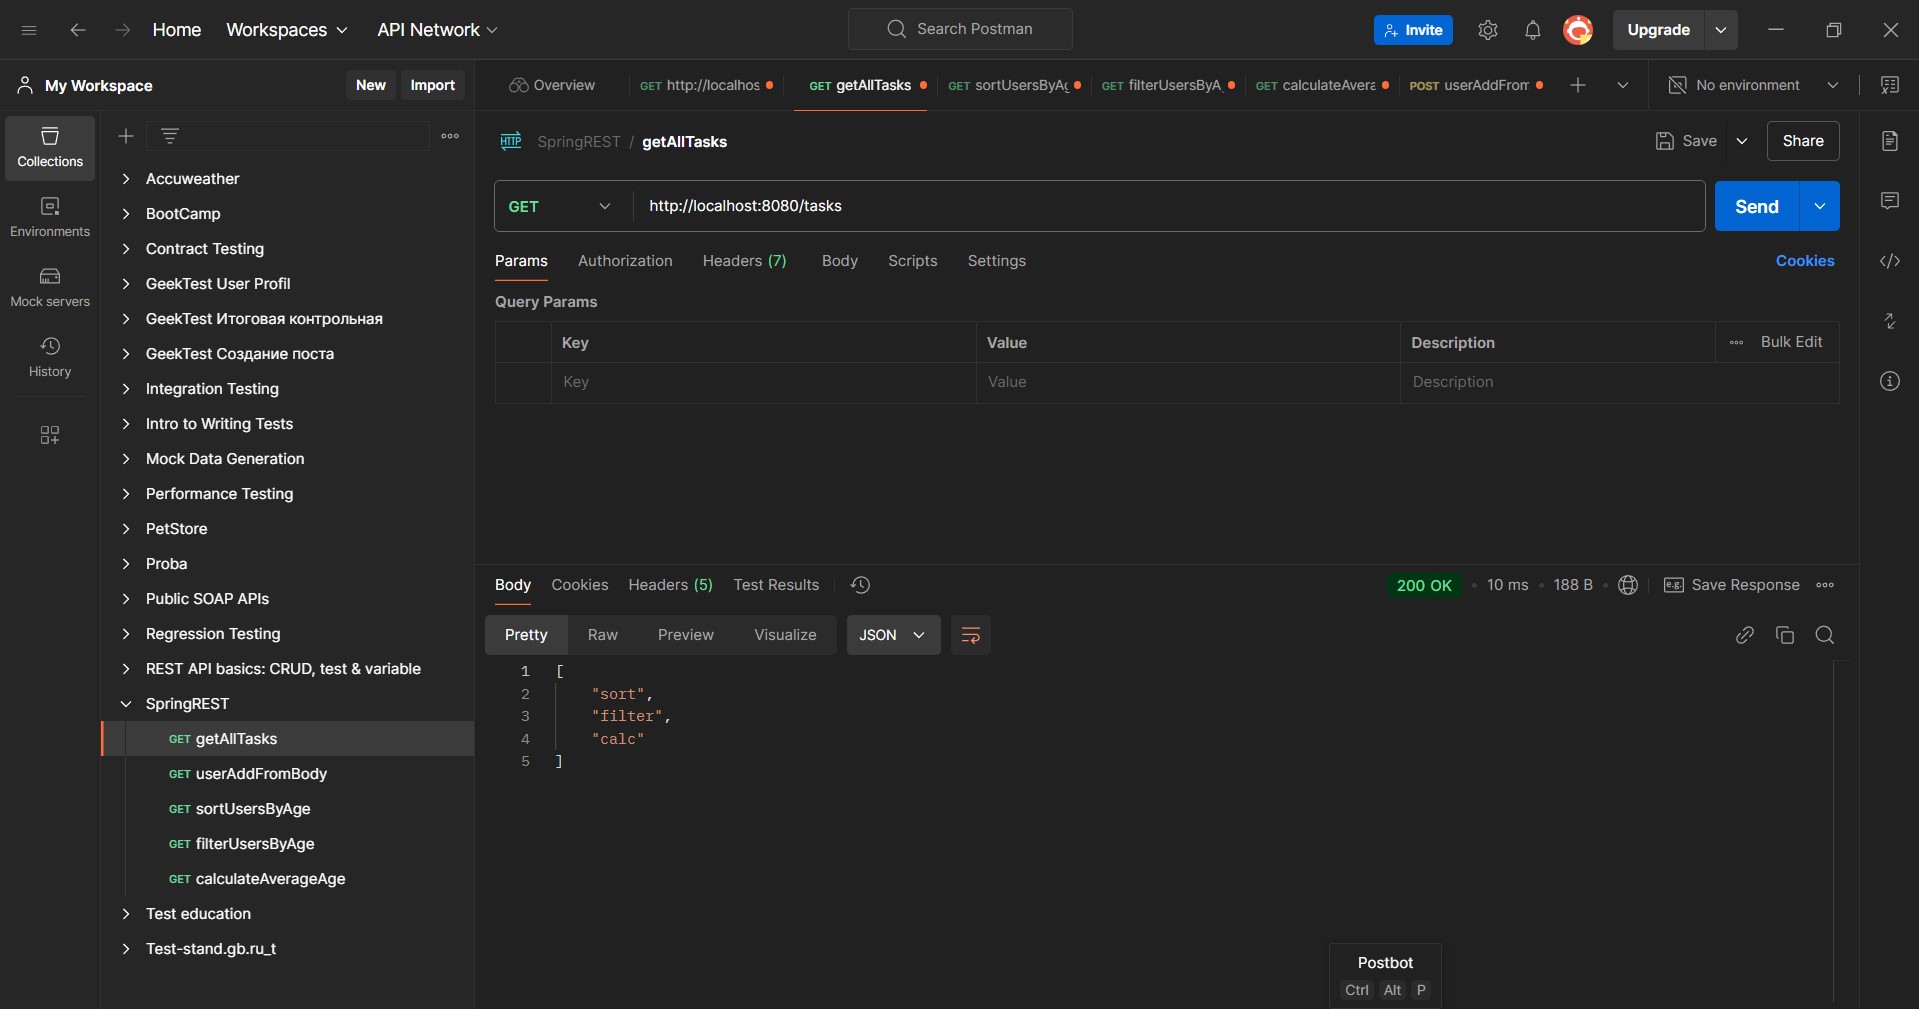 Home Workspaces API Network Search Postman Invite Upgrade
My Workspace New Import Overview GET http://localhos GET getAllTasks GET sortUsersByAg GET filterUsersByA GET calculateAvera POST userAddFrom No environment
Collections
Environments
Mock servers
History
Accuweather
BootCamp
Contract Testing
GeekTest User Profil
GeekTest Итоговая контрольная
GeekTest Создание поста
Integration Testing
Intro to Writing Tests
Mock Data Generation
Performance Testing
PetStore
Proba
Public SOAP APIs
Regression Testing
REST API basics: CRUD, test & variable
SpringREST
GET getAllTasks
GET userAddFromBody
GET sortUsersByAge
GET filterUsersByAge
GET calculateAverageAge
Test education
Test-stand.gb.ru_t
HTTP SpringREST / getAllTasks Save Share
GET http://localhost:8080/tasks Send
Params Authorization Headers (7) Body Scripts Settings Cookies
Query Params
Key Value Description Bulk Edit
Key Value Description
Body Cookies Headers (5) Test Results 200 OK 10 ms 188 B e.g. Save Response
Pretty Raw Preview Visualize JSON
1 [
2 "sort",
3 "filter",
4 "calc"
5 ]
Postbot
Ctrl Alt P